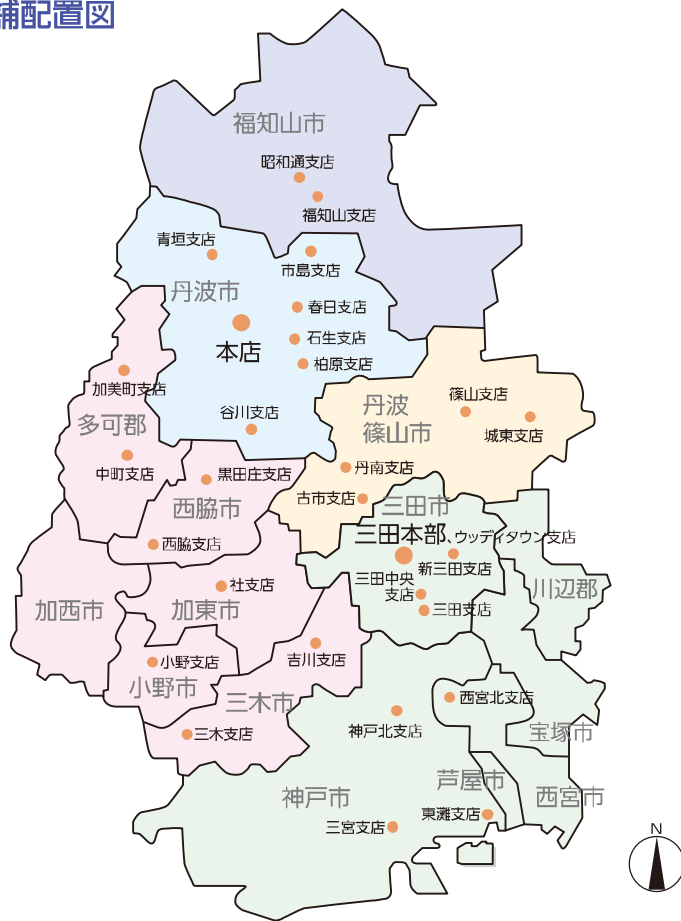 舗配置図
福知山市
昭和通支店
福知山支店
青垣支店
市島支店
丹波市
春日支店
本店
石生支店
柏原支店
加美町支店
谷川支店
多可郡
中町支店
黒田庄支店
丹波
篠山市
篠山支店
城東支店
丹南支店
古市支店
西脇市
西脇支店
三田市
三田本部、ウッディタウン支店
新三田支店
三田中央
支店
三田支店
川辺郡
加西市
社支店
加東市
小野支店
小野市
吉川支店
三木市
三木支店
西宮北支店
神戸北支店
宝塚市
芦屋市
西宮市
神戸市
三宮支店
東灘支店
N